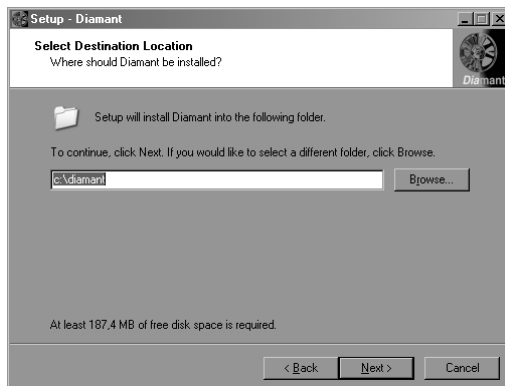 Setup - Diamant
Select Destination Location
Where should Diamant be installed?
Diamant
Setup will install Diamant into the following folder.
To continue, click Next. If you would like to select a different folder, click Browse.
c:\diamant
Browse...
At least 187,4 MB of free disk space is required.
< Back
Next >
Cancel